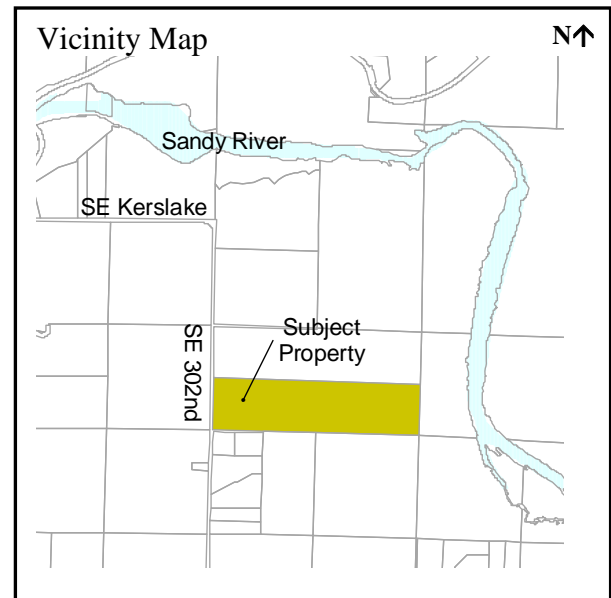 Vicinity Map
N↑
Sandy River
SE Kerslake
SE 302nd
Subject
Property